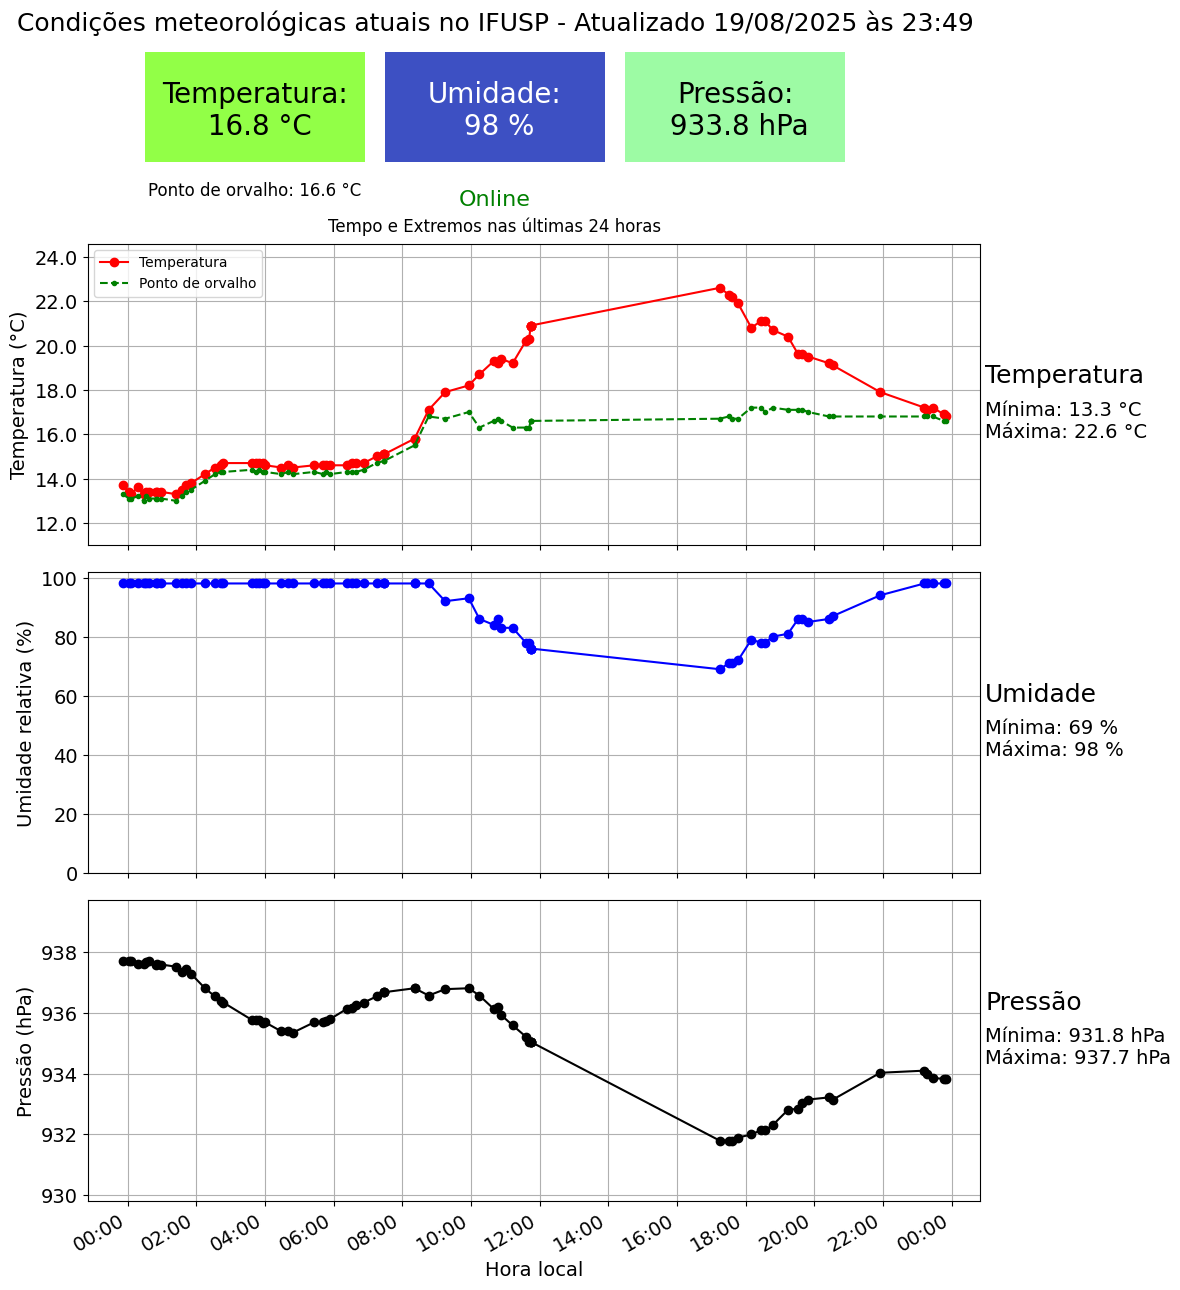 Condições meteorológicas atuais no IFUSP - Atualizado 19/08/2025 às 23:49
Temperatura:
16.8 °C
Umidade:
98 %
Pressão:
933.8 hPa
Ponto de orvalho: 16.6 °C
Online
Tempo e Extremos nas últimas 24 horas
Temperatura
Ponto de orvalho
Temperatura (°C)
24.0
22.0
20.0
18.0
16.0
14.0
12.0
Temperatura
Mínima: 13.3 °C
Máxima: 22.6 °C
Umidade relativa (%)
100
80
60
40
20
0
Umidade
Mínima: 69 %
Máxima: 98 %
Pressão (hPa)
938
936
934
932
930
Pressão
Mínima: 931.8 hPa
Máxima: 937.7 hPa
00:00 02:00 04:00 06:00 08:00 10:00 12:00 14:00 16:00 18:00 20:00 22:00 00:00
Hora local